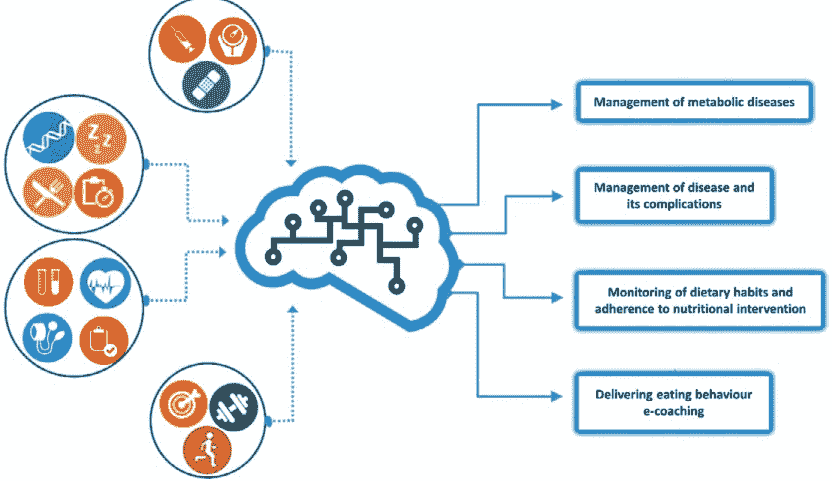 Management of metabolic diseases
Management of disease and
its complications
Monitoring of dietary habits and
adherence to nutritional intervention
Delivering eating behaviour
e-coaching